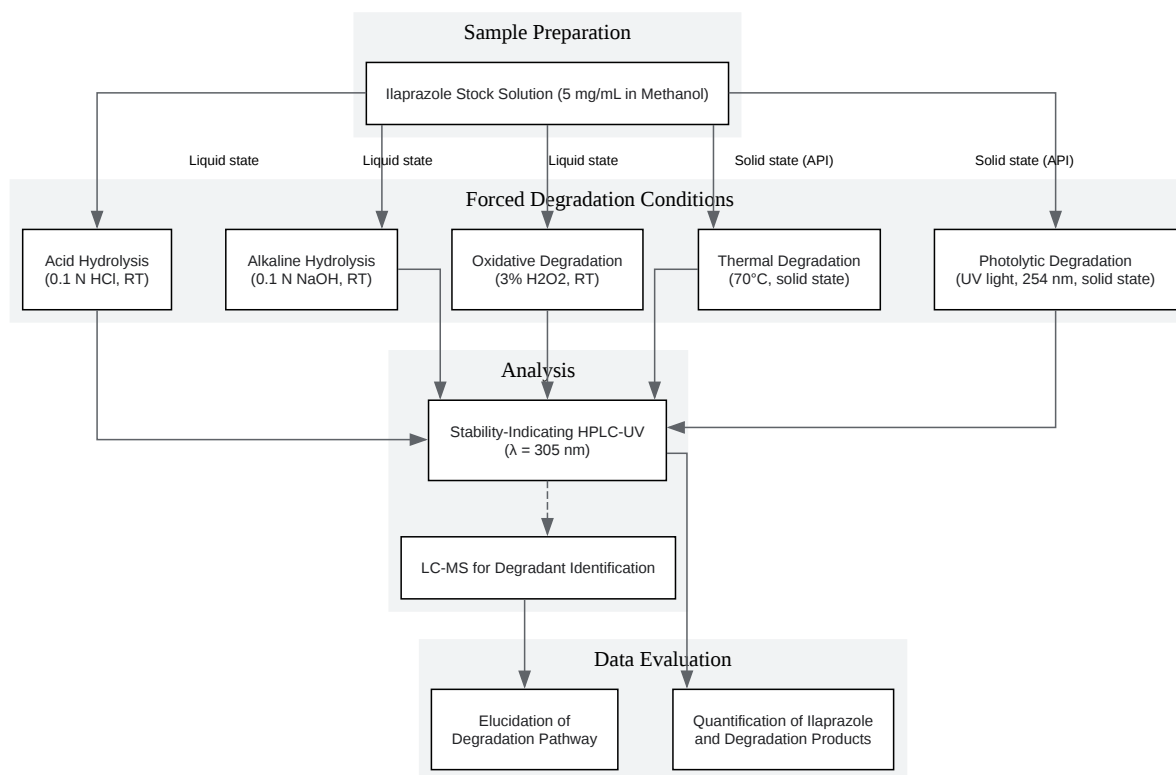 Sample Preparation
Ilaprazole Stock Solution (5 mg/mL in Methanol)
Liquid state
Liquid state
Liquid state
Solid state (API)
Solid state (API)
Forced Degradation Conditions
Acid Hydrolysis
(0.1 N HCl, RT)
Alkaline Hydrolysis
(0.1 N NaOH, RT)
Oxidative Degradation
(3% H2O2, RT)
Thermal Degradation
(70°C, solid state)
Photolytic Degradation
(UV light, 254 nm, solid state)
Analysis
Stability-Indicating HPLC-UV
(λ = 305 nm)
LC-MS for Degradant Identification
Data Evaluation
Elucidation of
Degradation Pathway
Quantification of Ilaprazole
and Degradation Products